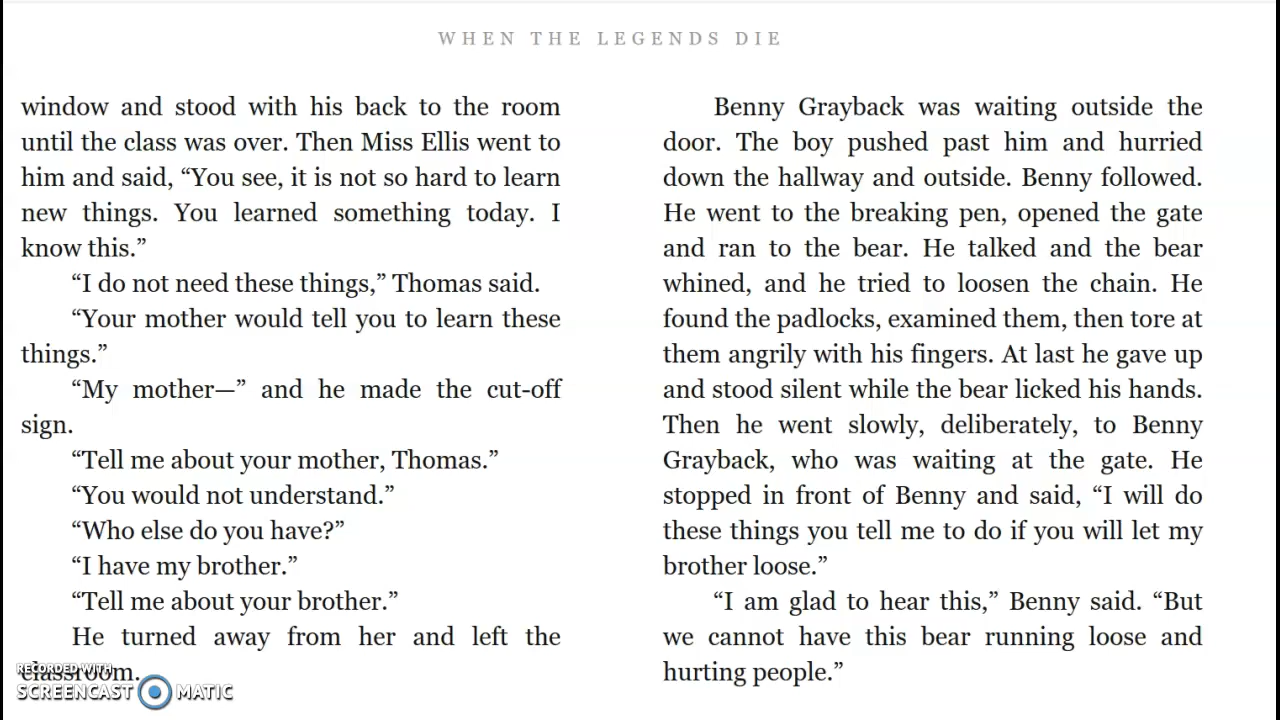 WHEN THE LEGENDS DIE
window and stood with his back to the room
until the class was over. Then Miss Ellis went to
him and said, “You see, it is not so hard to learn
new things. You learned something today. I
know this.”
“I do not need these things,” Thomas said.
“Your mother would tell you to learn these
things.”
“My mother—” and he made the cut-off
sign.
“Tell me about your mother, Thomas.”
“You would not understand.”
“Who else do you have?”
“I have my brother.”
“Tell me about your brother.”
He turned away from her and left the
classroom.
Benny Grayback was waiting outside the
door. The boy pushed past him and hurried
down the hallway and outside. Benny followed.
He went to the breaking pen, opened the gate
and ran to the bear. He talked and the bear
whined, and he tried to loosen the chain. He
found the padlocks, examined them, then tore at
them angrily with his fingers. At last he gave up
and stood silent while the bear licked his hands.
Then he went slowly, deliberately, to Benny
Grayback, who was waiting at the gate. He
stopped in front of Benny and said, “I will do
these things you tell me to do if you will let my
brother loose.”
“I am glad to hear this,” Benny said. “But
we cannot have this bear running loose and
hurting people.”
RECORDED WITH
SCREENCAST MATIC